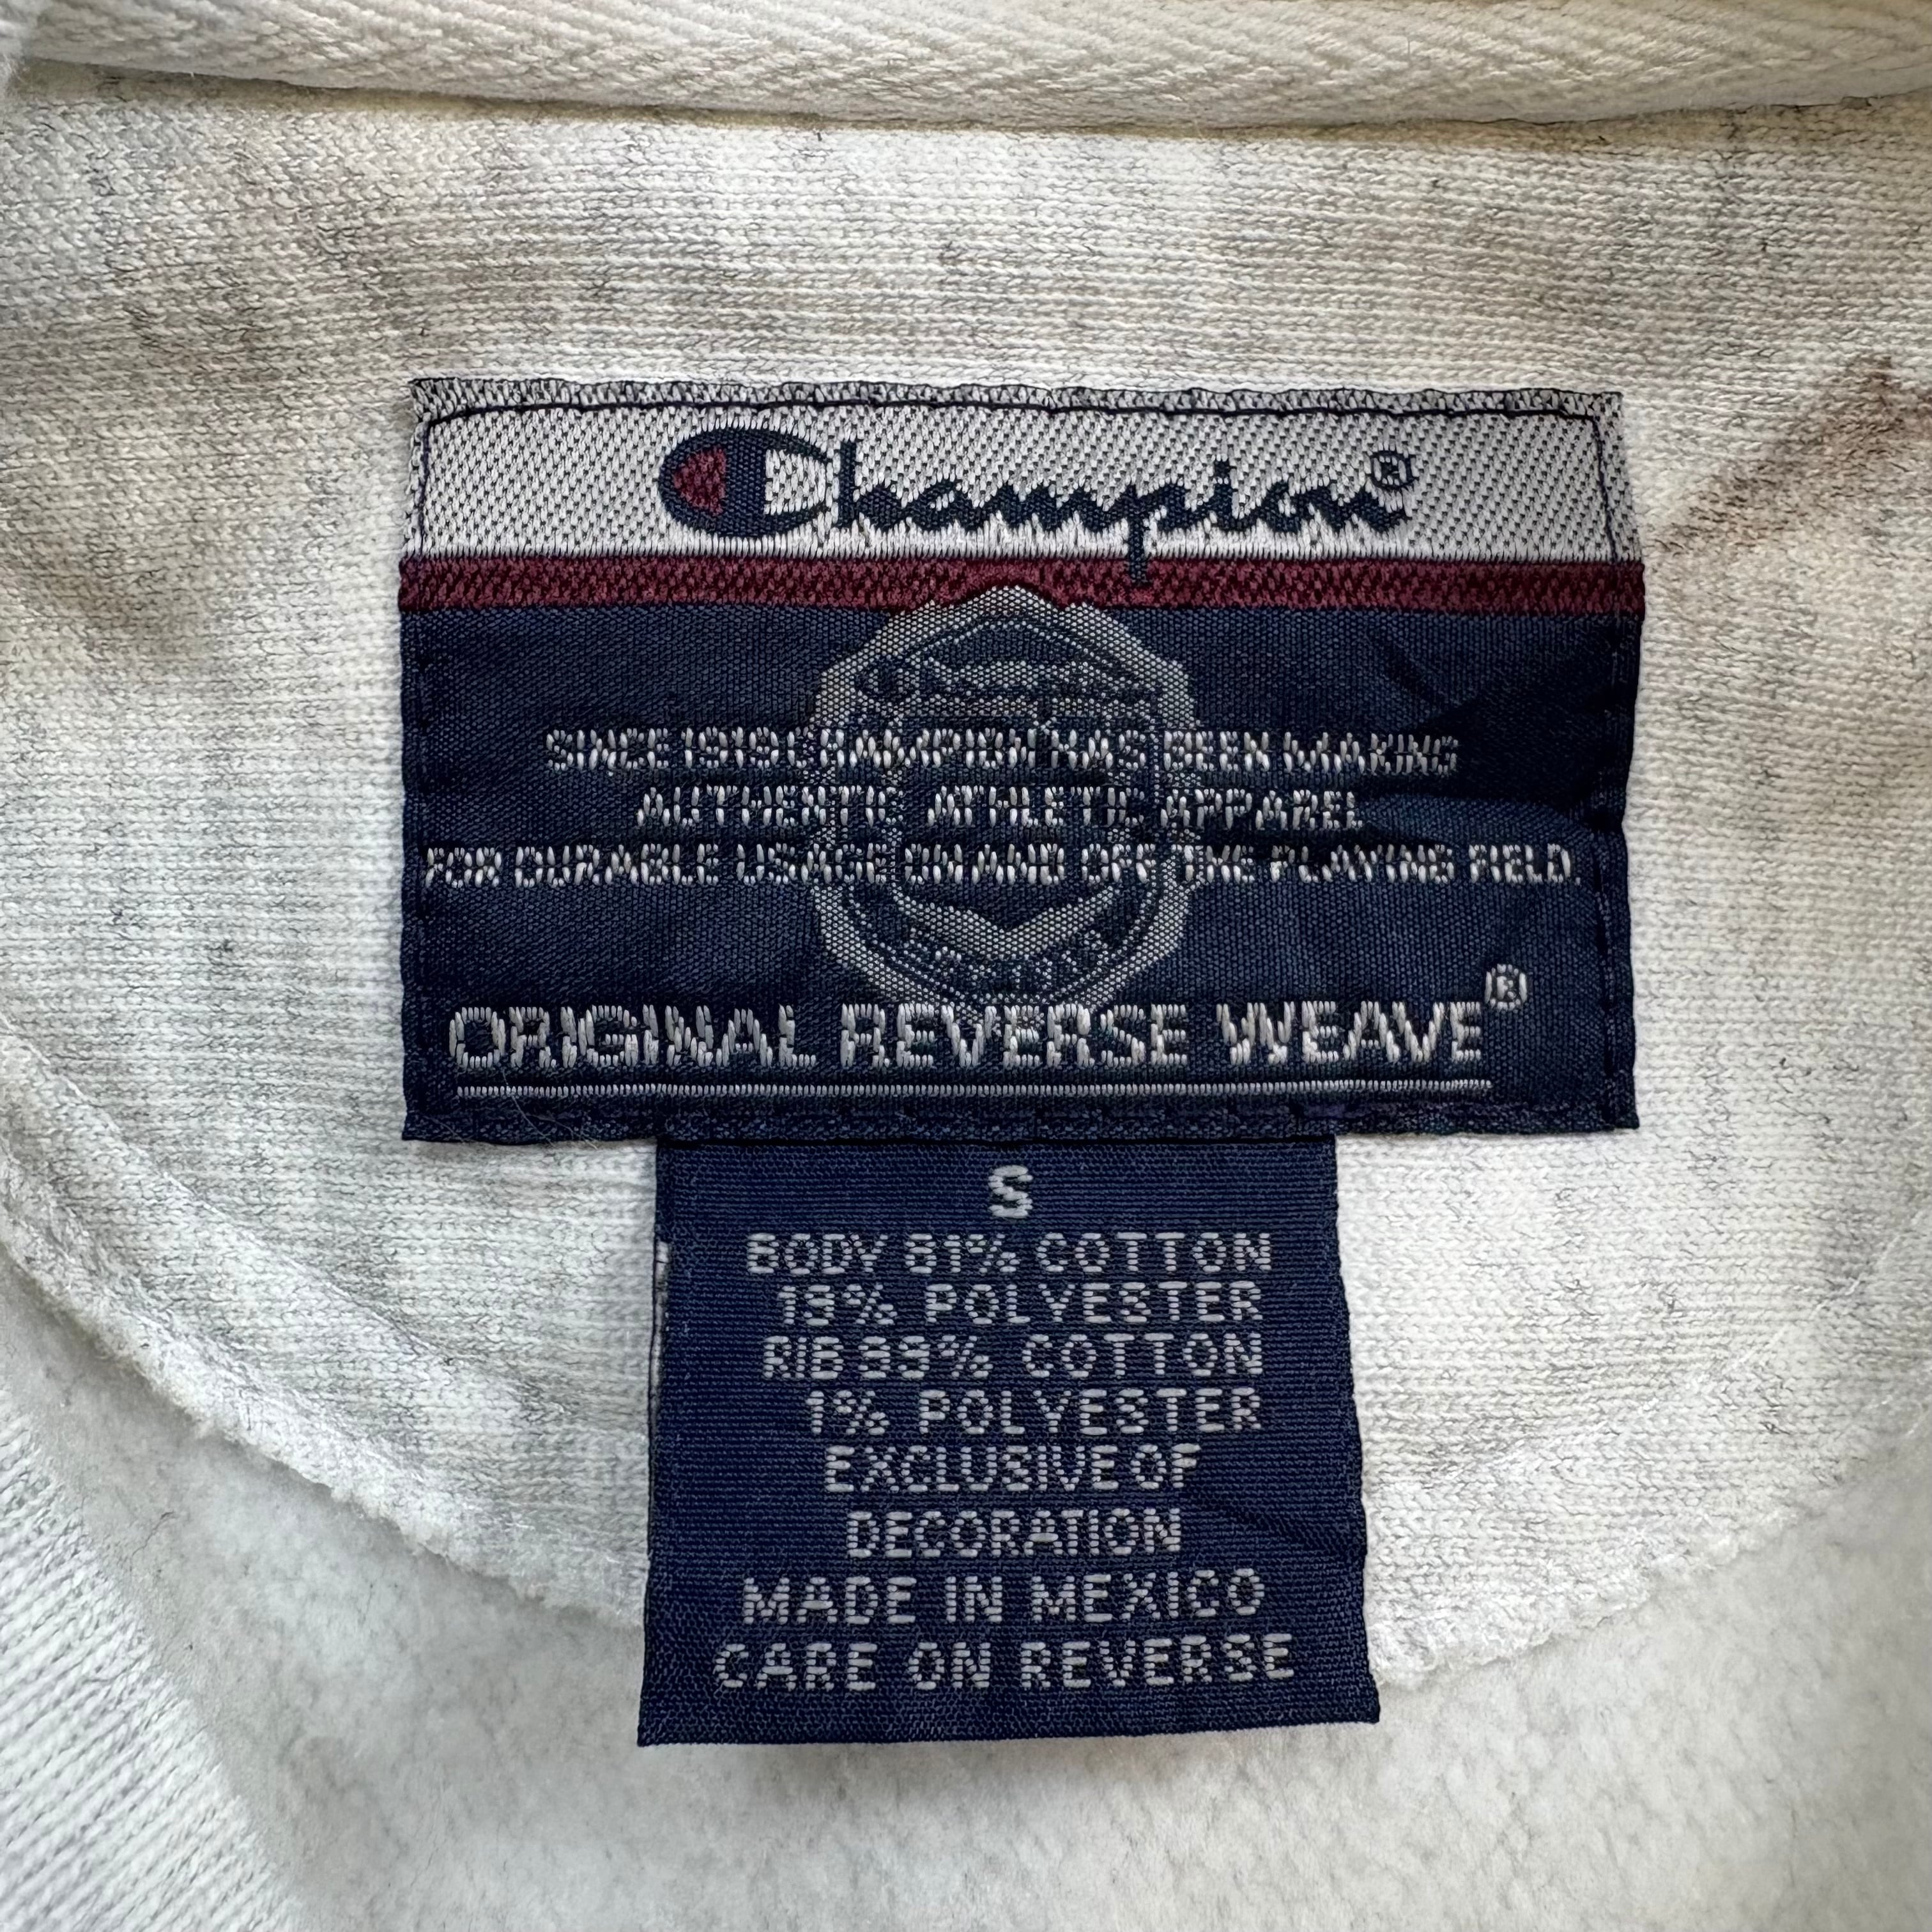 Champion®
SINCE 1919 CHAMPION HAS BEEN MAKING
AUTHENTIC ATHLETIC APPAREL
FOR DURABLE USAGE ON AND OFF THE PLAYING FIELD.
ORIGINAL REVERSE WEAVE®
S
BODY 81% COTTON
19% POLYESTER
RIB 99% COTTON
1% POLYESTER
EXCLUSIVE OF
DECORATION
MADE IN MEXICO
CARE ON REVERSE